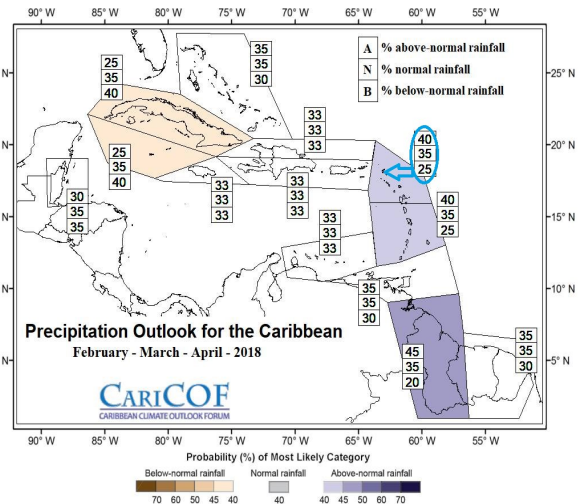 90°W 85°W 80°W 75°W 70°W 65°W 60°W 55°W
25°
20°
15°
10°
5°
25°N
20°N
15°N
10°N
5°N
A % above-normal rainfall
N % normal rainfall
B % below-normal rainfall
35
35
30
25
35
40
33
33
33
40
35
25
25
35
40
33
33
33
33
33
33
30
35
35
40
35
25
33
33
33
35
35
30
45
35
20
35
35
30
Precipitation Outlook for the Caribbean
February - March - April - 2018
CARICOF
CARIBBEAN CLIMATE OUTLOOK FORUM
90°W 85°W 80°W 75°W 70°W 65°W 60°W 55°W
Probability (%) of Most Likely Category
Below-normal rainfall Normal rainfall Above-normal rainfall
70 60 50 45 40 40 40 45 50 60 70